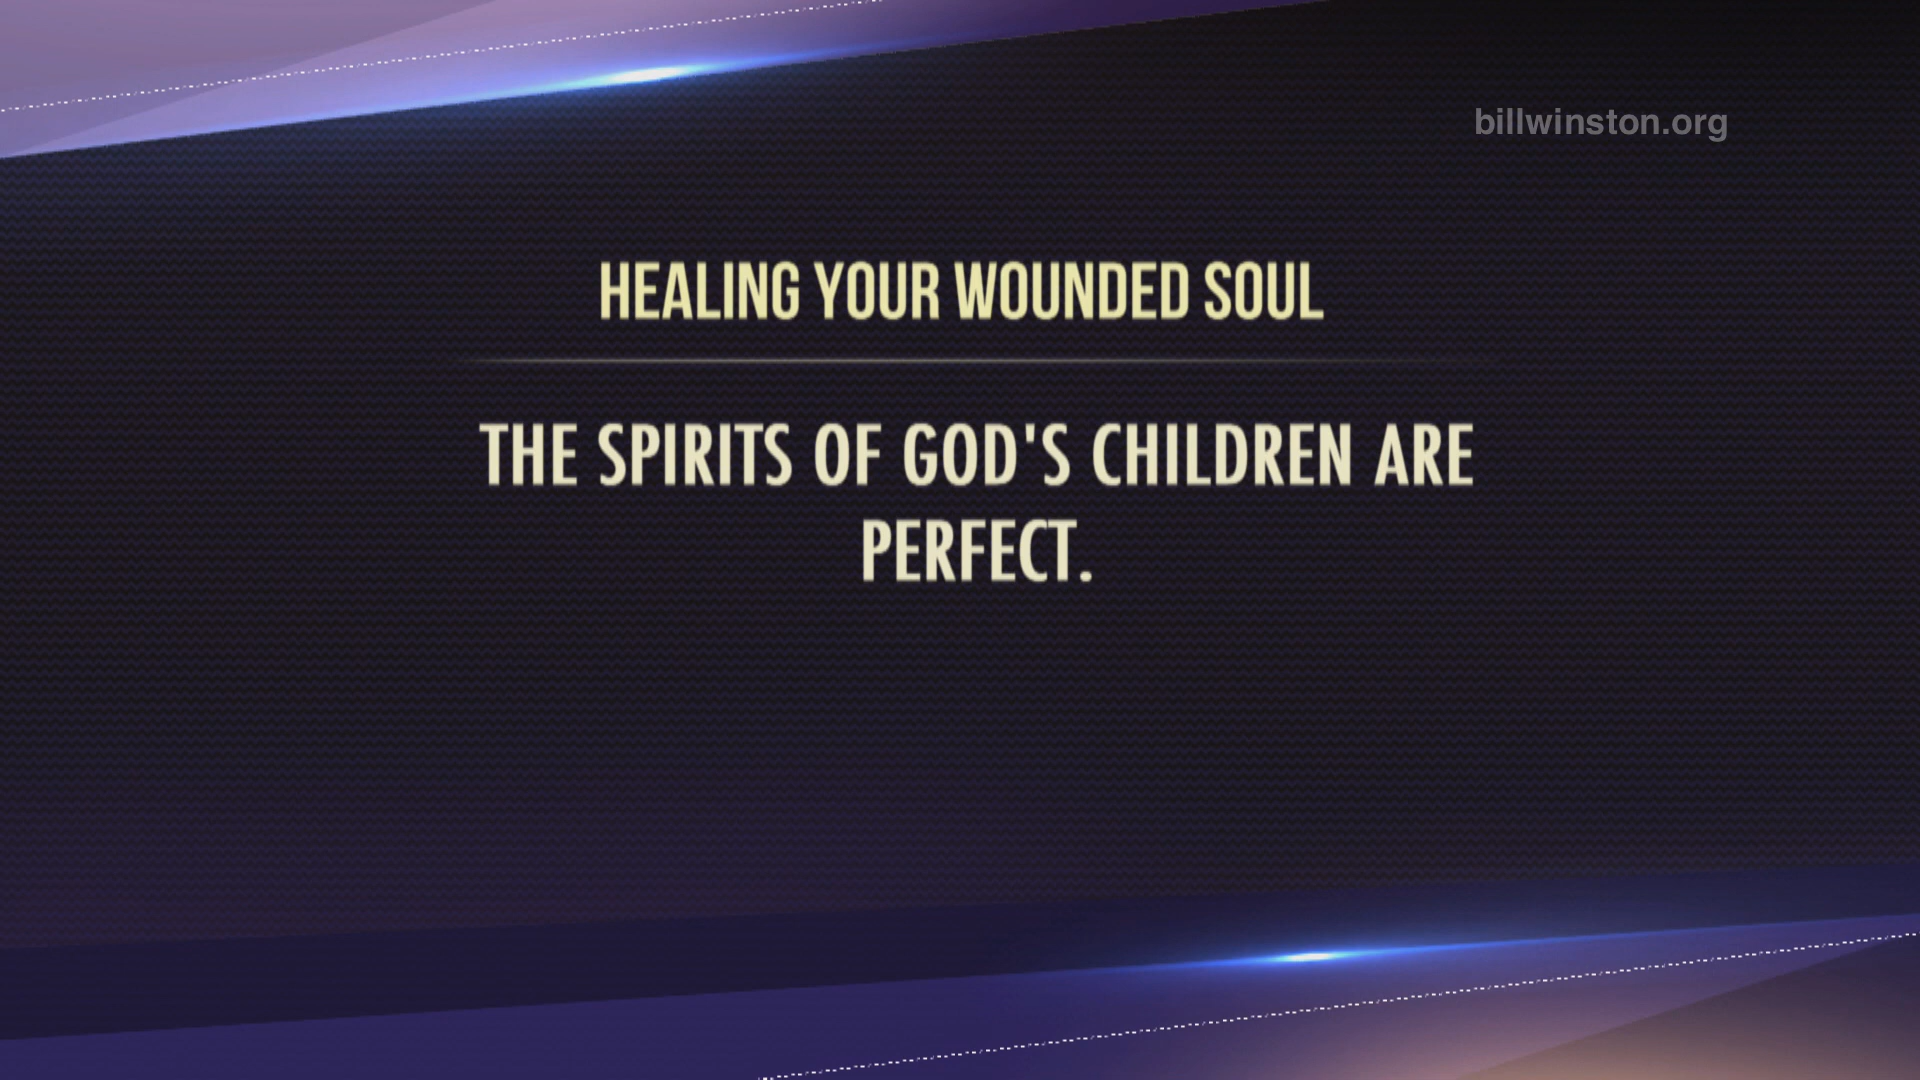 billwinston.org
HEALING YOUR WOUNDED SOUL
THE SPIRITS OF GOD'S CHILDREN ARE
PERFECT.